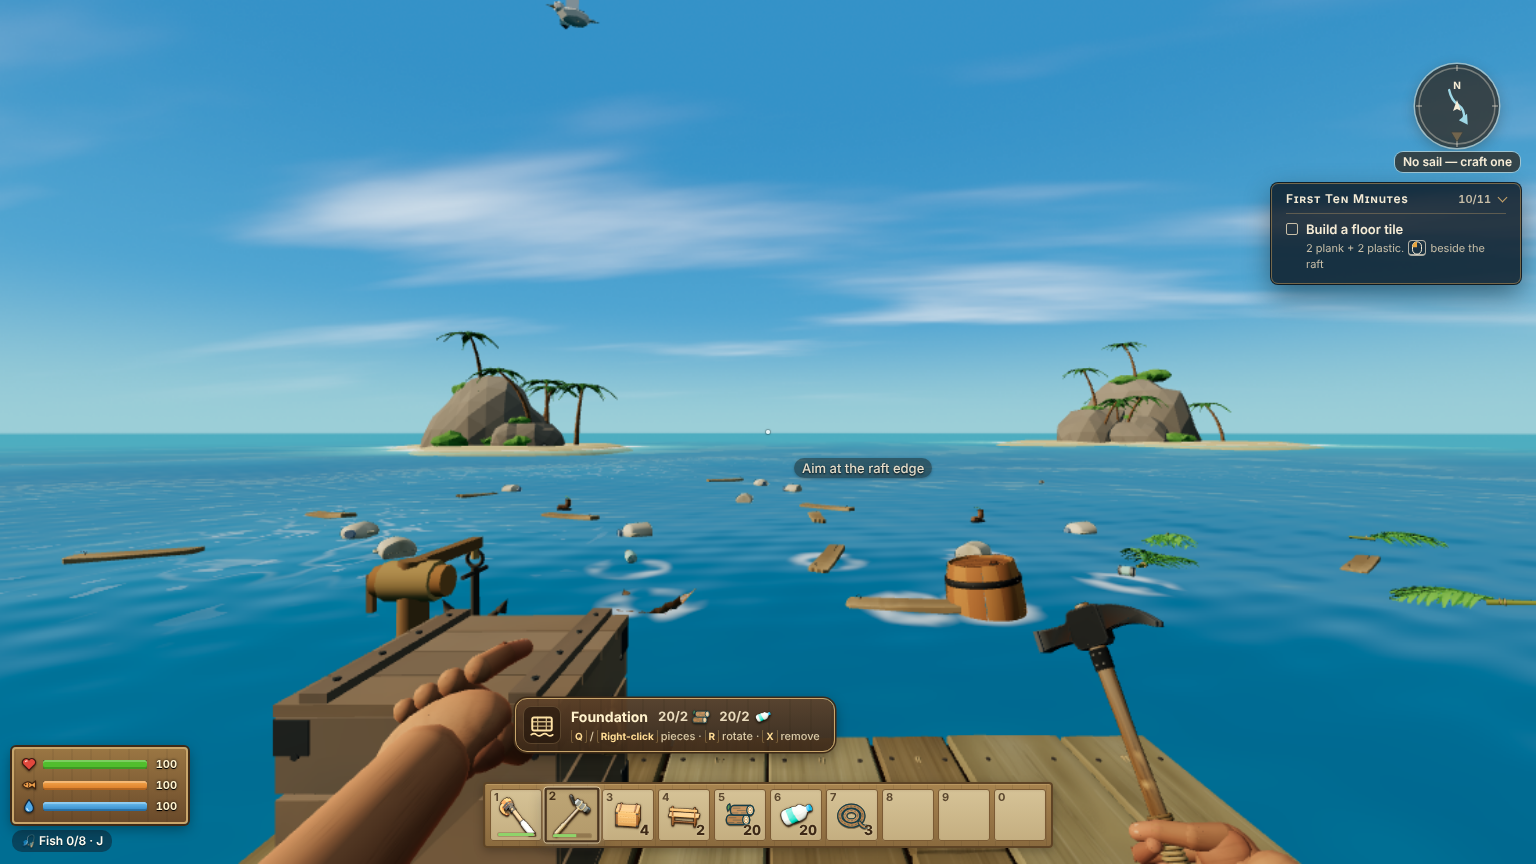 N
No sail — craft one
First Ten Minutes 10/11
Build a floor tile
2 plank + 2 plastic. beside the
raft
Aim at the raft edge
Foundation 20/2 20/2
Q / Right-click pieces · R rotate · X remove
100
100
100
Fish 0/8 · J
1 2 3 4 5 6 7 8 9 0
4 2 20 20 3